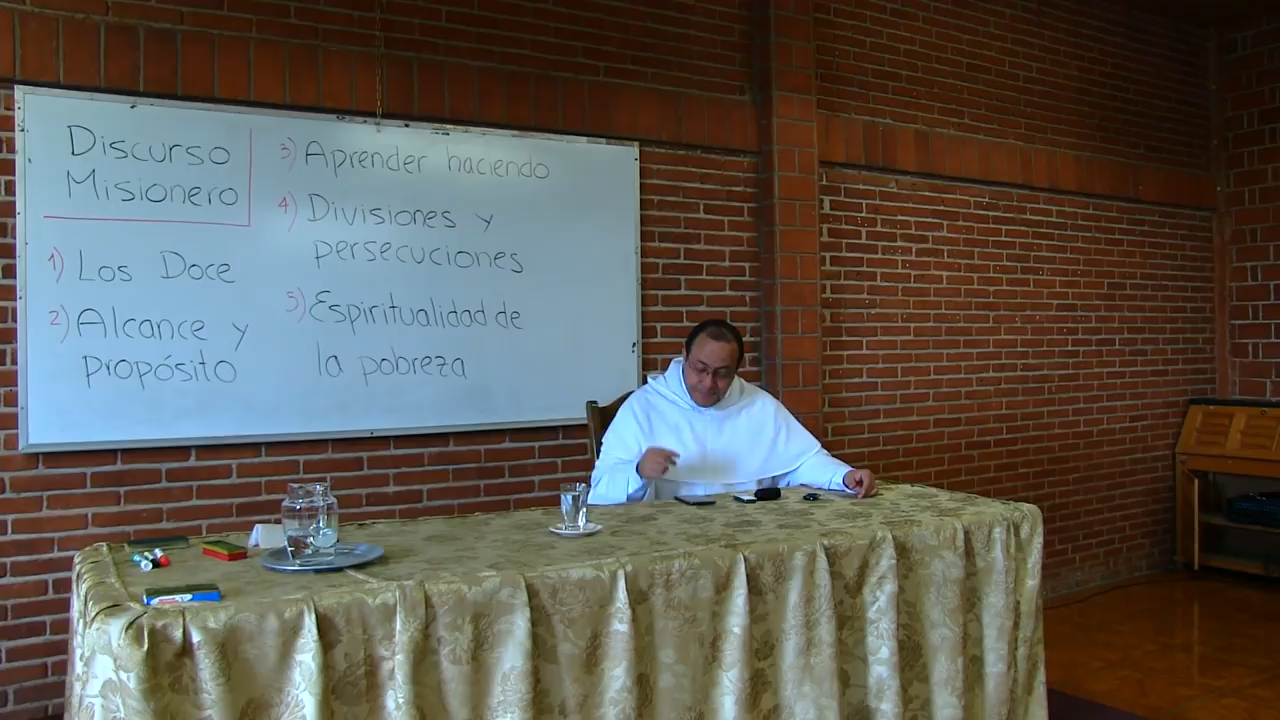 Discurso
Misionero
1) Los Doce
2) Alcance y
propósito
3) Aprender haciendo
4) Divisiones y
persecuciones
5) Espiritualidad de
la pobreza